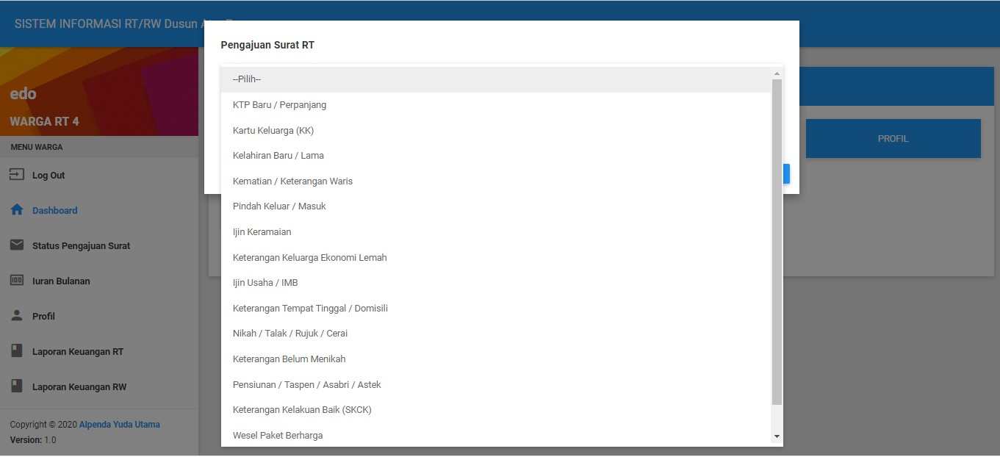 SISTEM INFORMASI RT/RW Dusun
Pengajuan Surat RT
--Pilih--
KTP Baru / Perpanjang
Kartu Keluarga (KK)
Kelahiran Baru / Lama
Kematian / Keterangan Waris
Pindah Keluar / Masuk
Ijin Keramaian
Keterangan Keluarga Ekonomi Lemah
Ijin Usaha / IMB
Keterangan Tempat Tinggal / Domisili
Nikah / Talak / Rujuk / Cerai
Keterangan Belum Menikah
Pensiunan / Taspen / Asabri / Astek
Keterangan Kelakuan Baik (SKCK)
Wesel Paket Berharga
edo
WARGA RT 4
MENU WARGA
Log Out
Dashboard
Status Pengajuan Surat
Iuran Bulanan
Profil
Laporan Keuangan RT
Laporan Keuangan RW
Copyright © 2020 Alpenda Yuda Utama
Version: 1.0
PROFIL